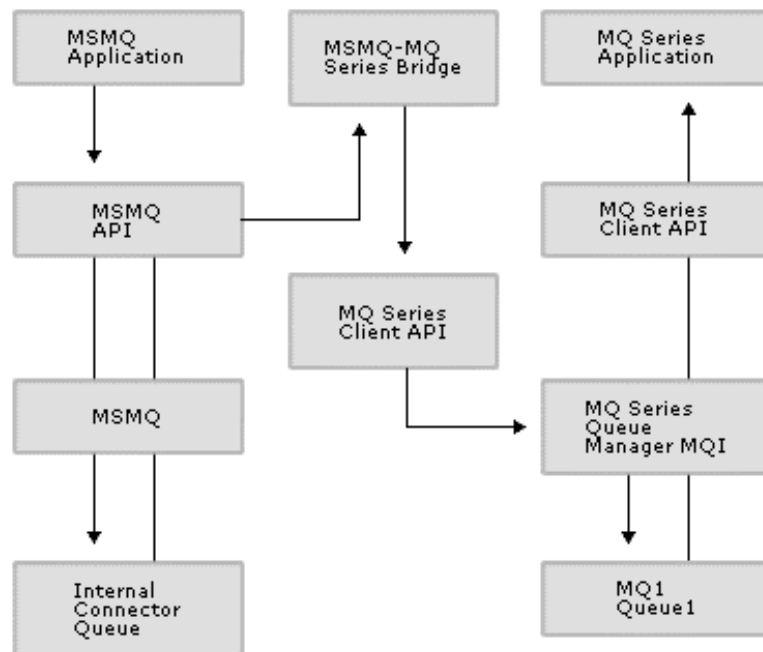 MSMQ
Application
MSMQ-MQ
Series Bridge
MQ Series
Application
MSMQ
API
MQ Series
Client API
MQ Series
Client API
MSMQ
MQ Series
Queue
Manager MQI
Internal
Connector
Queue
MQ1
Queue1